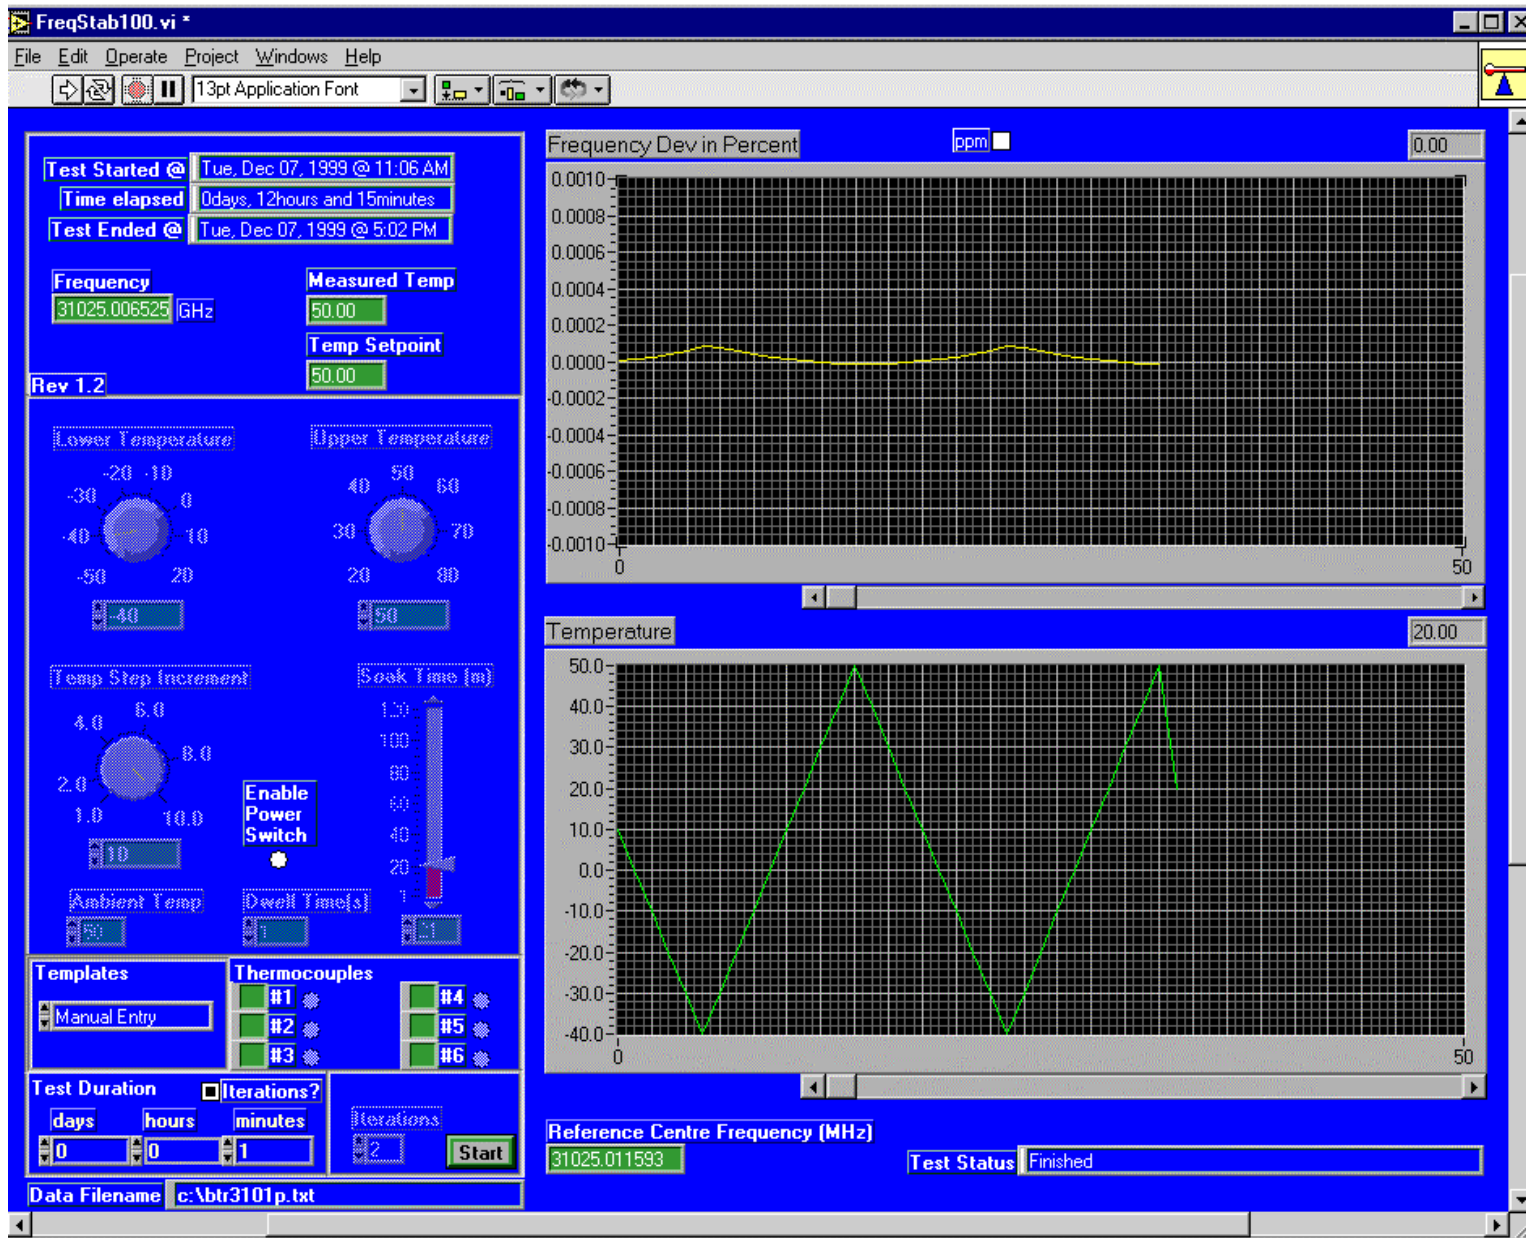 FreqStab100.vi *
File Edit Operate Project Windows Help
13pt Application Font
Test Started @ Tue, Dec 07, 1999 @ 11:06 AM
Time elapsed 0days, 12hours and 15minutes
Test Ended @ Tue, Dec 07, 1999 @ 5:02 PM
Frequency
31025.006525 GHz
Measured Temp
50.00
Temp Setpoint
50.00
Rev 1.2
Lower Temperature
-20 -10
-30 0
-40 10
-50 20
-40
Upper Temperature
50
40 60
30 70
20 80
50
Temp Step Increment
6.0
4.0
8.0
2.0
1.0 10.0
10
Soak Time (m)
120
100
80
60
40
20
1
21
Enable
Power
Switch
Ambient Temp
50
Dwell Time(s)
1
Templates
Manual Entry
Thermocouples
#1 #4
#2 #5
#3 #6
Test Duration Iterations?
days hours minutes
0 0 1
Iterations
2
Start
Data Filename c:\btr3101p.txt
Frequency Dev in Percent ppm 0.00
0.0010
0.0008
0.0006
0.0004
0.0002
0.0000
-0.0002
-0.0004
-0.0006
-0.0008
-0.0010
0 50
Temperature 20.00
50.0
40.0
30.0
20.0
10.0
0.0
-10.0
-20.0
-30.0
-40.0
0 50
Reference Centre Frequency (MHz)
31025.011593
Test Status Finished